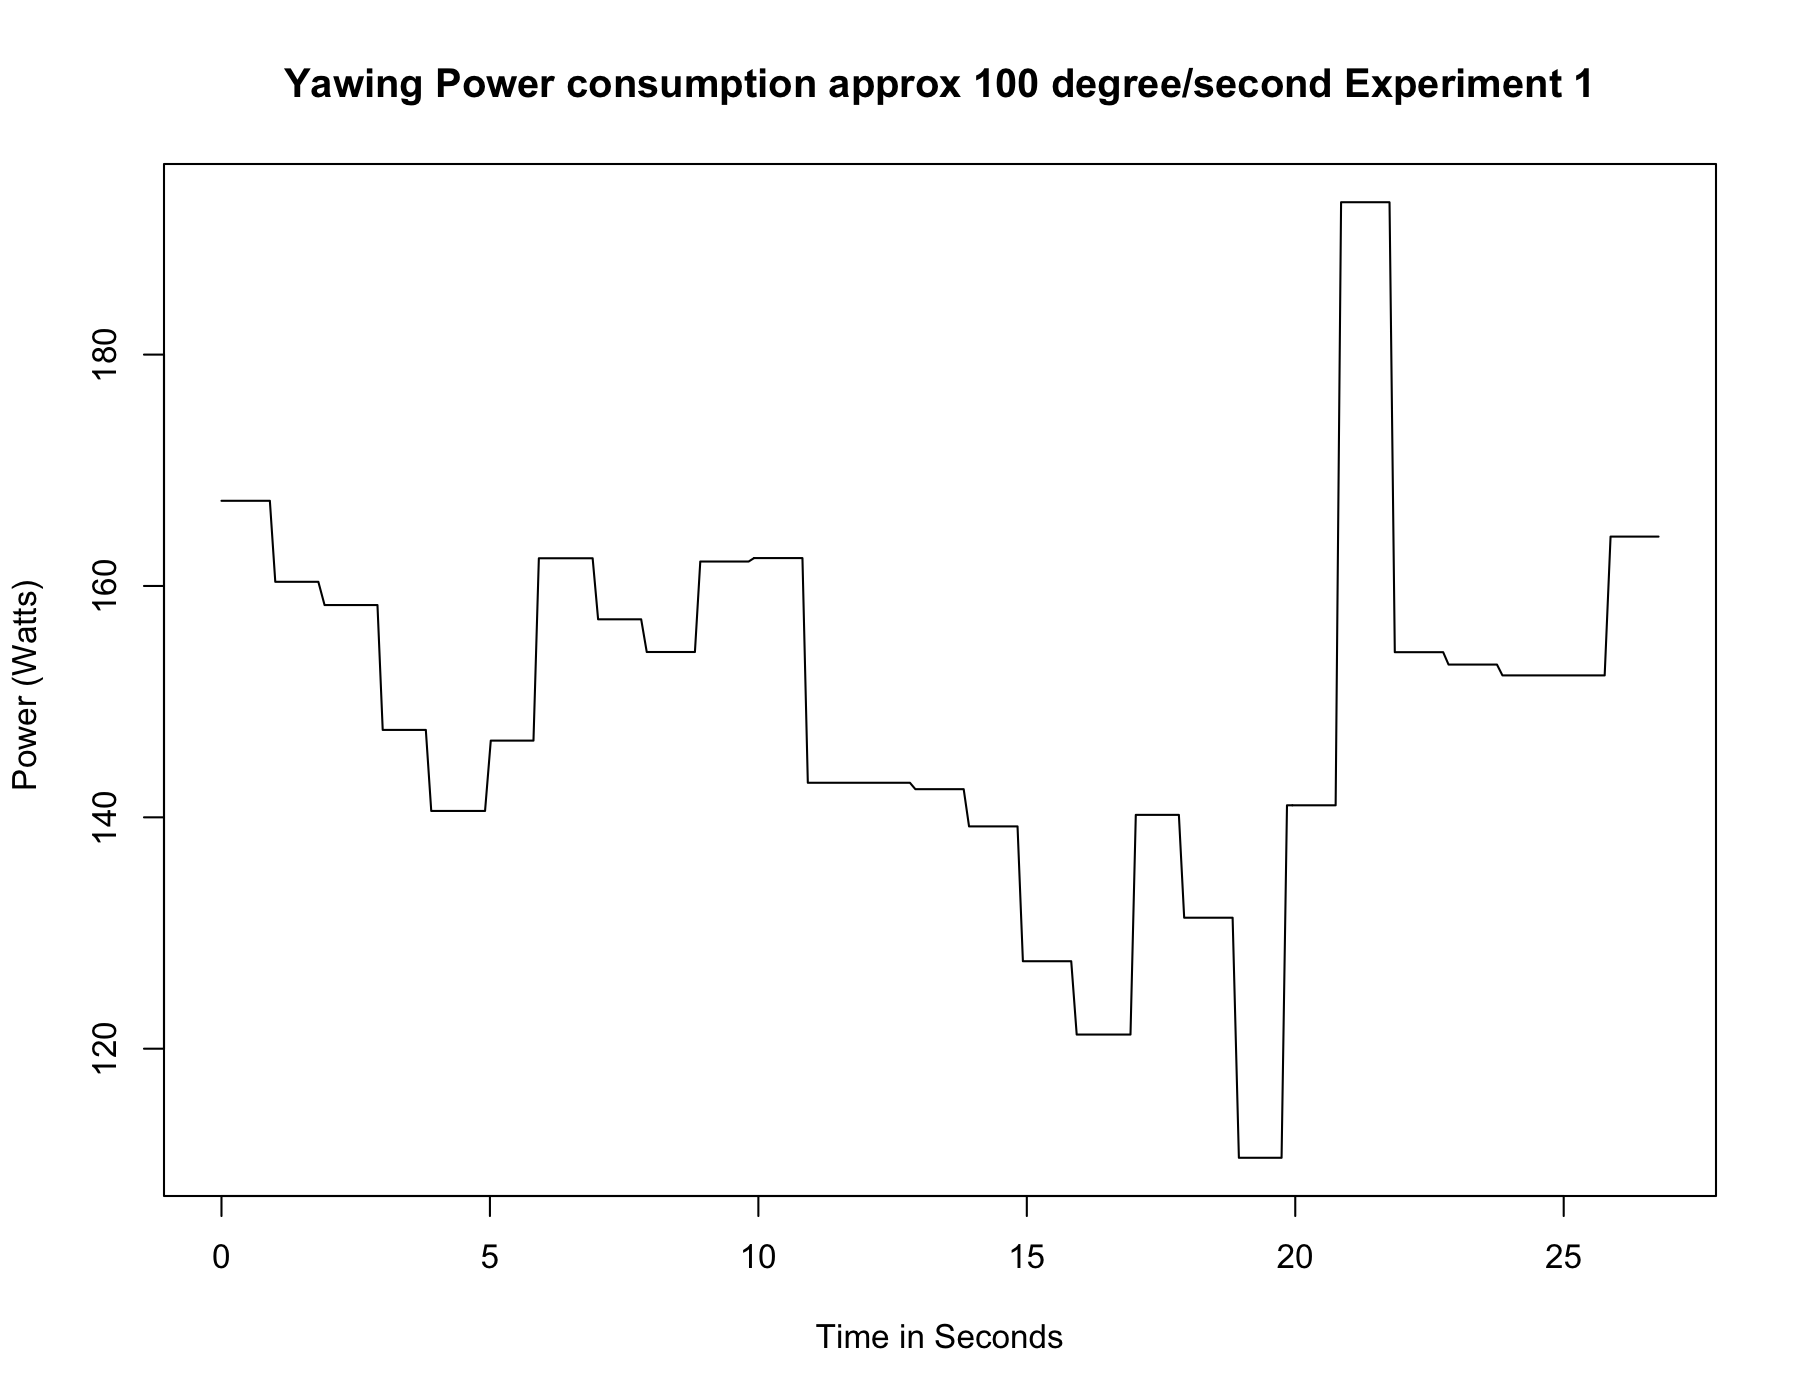 Yawing Power consumption approx 100 degree/second Experiment 1
Power (Watts)
180
160
140
120
0 5 10 15 20 25
Time in Seconds